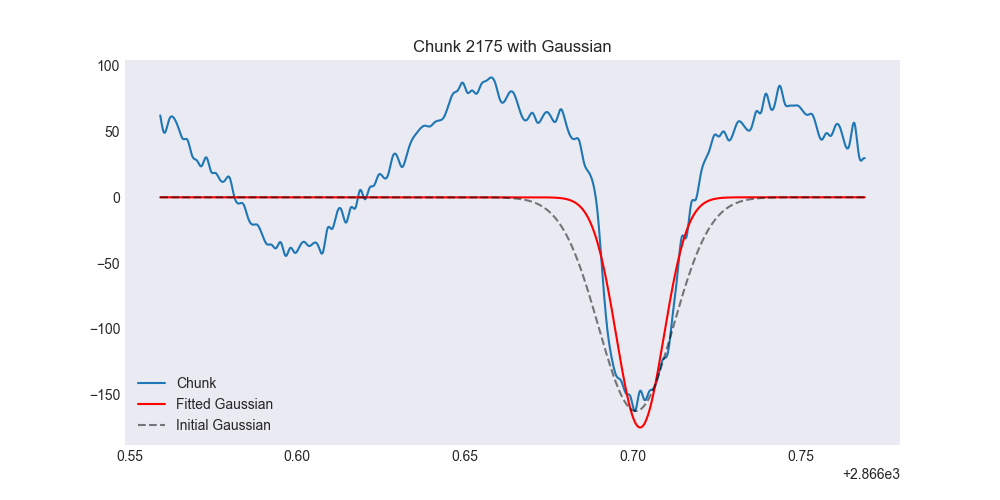 Chunk 2175 with Gaussian
100
50
0
−50
−100
−150
Chunk
Fitted Gaussian
Initial Gaussian
0.55 0.60 0.65 0.70 0.75
+2.866e3